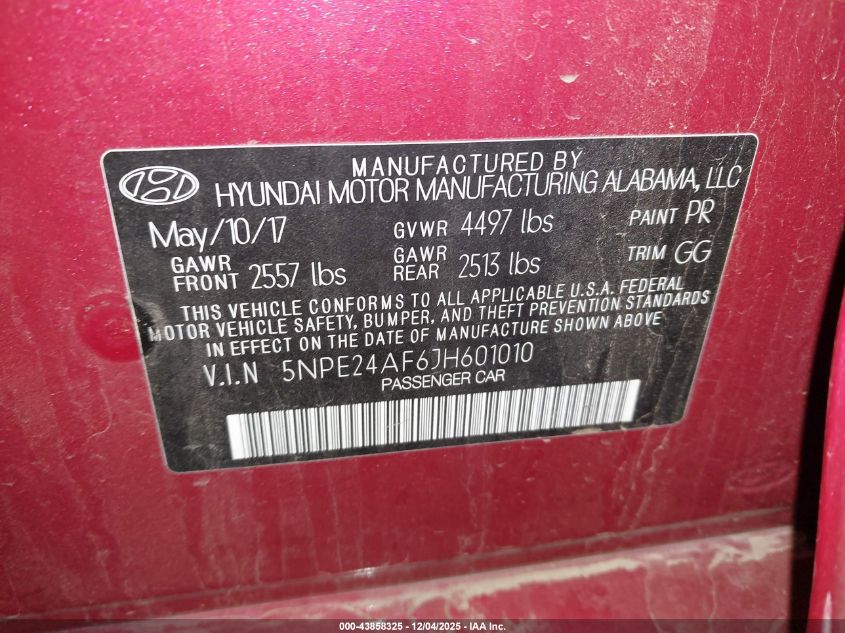 MANUFACTURED BY
HYUNDAI MOTOR MANUFACTURING ALABAMA, LLC
May/10/17 GVWR 4497 lbs PAINT PR
GAWR FRONT 2557 lbs GAWR REAR 2513 lbs TRIM GG
THIS VEHICLE CONFORMS TO ALL APPLICABLE U.S.A. FEDERAL
MOTOR VEHICLE SAFETY, BUMPER, AND THEFT PREVENTION STANDARDS
IN EFFECT ON THE DATE OF MANUFACTURE SHOWN ABOVE
V.I.N 5NPE24AF6JH601010
PASSENGER CAR
000-43858325 - 12/04/2025 - IAA Inc.